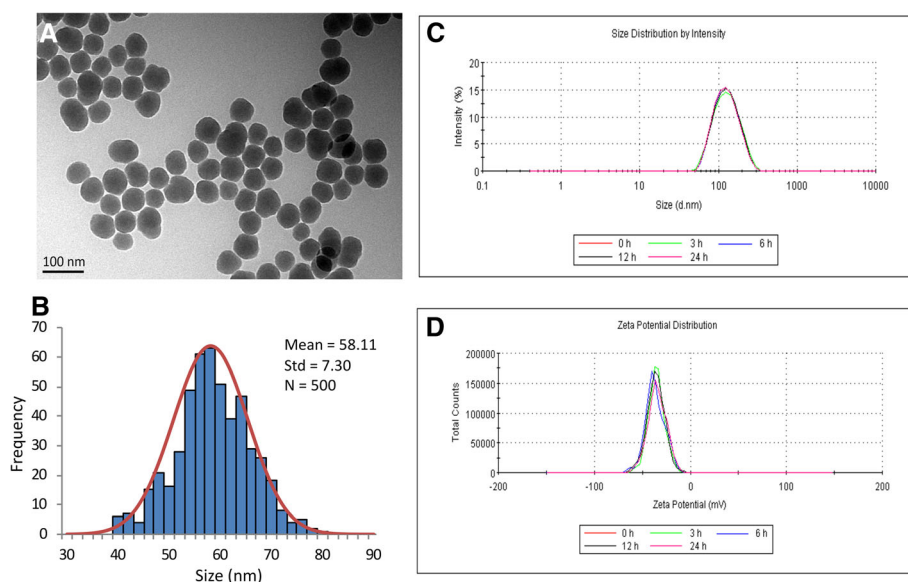 A
100 nm
B
Mean = 58.11
Std = 7.30
N = 500
70
60
50
40
30
20
10
0
Frequency
30 40 50 60 70 80 90
Size (nm)
C
Size Distribution by Intensity
20
15
10
5
0
Intensity (%)
0.1 1 10 100 1000 10000
Size (d.nm)
0 h 3 h 6 h
12 h 24 h
D
Zeta Potential Distribution
200000
150000
100000
50000
0
Total Counts
-200 -100 0 100 200
Zeta Potential (mV)
0 h 3 h 6 h
12 h 24 h